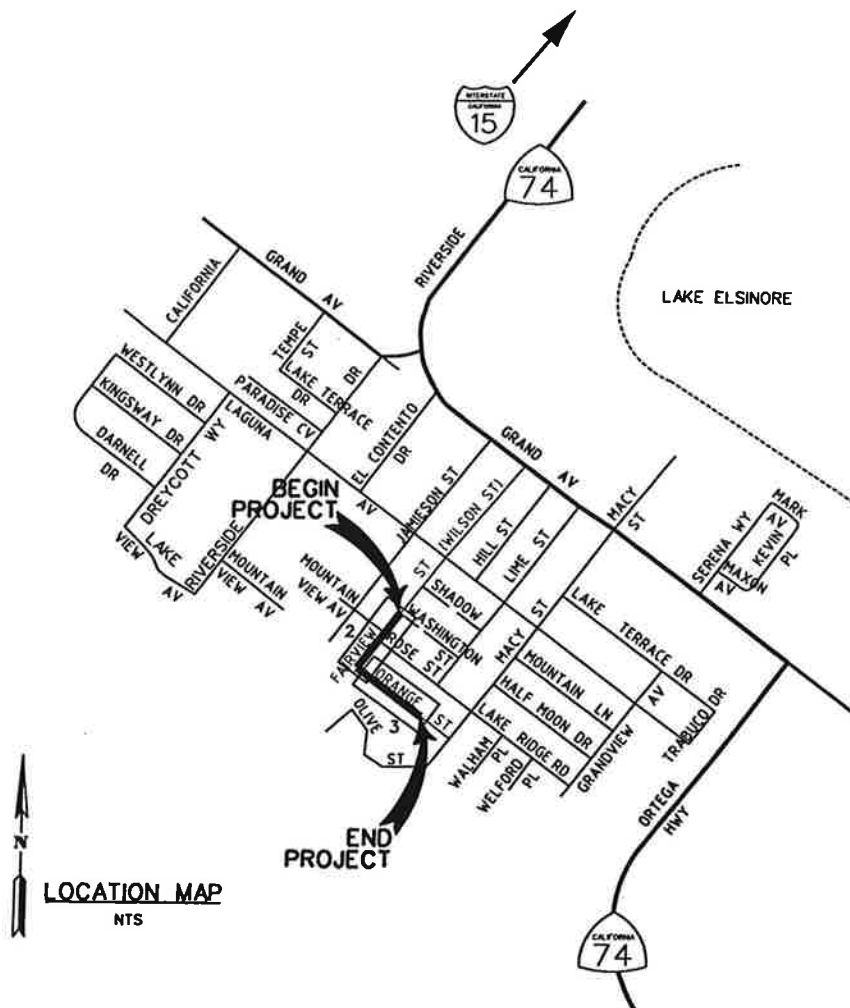 INTERSTATE
CALIFORNIA
15
CALIFORNIA
74
LAKE ELSINORE
RIVERSIDE
GRAND AV
CALIFORNIA
TEMPE ST
LAKE TERRACE DR
DR
WESTLYNN DR
KINGSWAY DR
DARNELL DR
PARADISE CV
LAGUNA
AV
DREYCOTT WY
EL CONTENTO DR
LAKE VIEW AV
RIVERSIDE
MOUNTAIN VIEW AV
BEGIN
PROJECT
GRAND AV
JAMIESON ST
(WILSON ST)
HILL ST
LIME ST
MACY ST
SERENA WY
MARK
AV
KEVIN PL
MAXON AV
MOUNTAIN
VIEW AV
ST
SHADOW
WASHINGTON ST
2
FAIRVIEW
ROSE ST
ORANGE ST
OLIVE ST
3
MACY ST
LAKE TERRACE DR
MOUNTAIN LN
HALF MOON DR
LAKE RIDGE RD
WALHAM PL
WELFORD PL
GRANDVIEW AV
TRABUCO DR
ORTEGA HWY
END
PROJECT
N
LOCATION MAP
NTS
CALIFORNIA
74